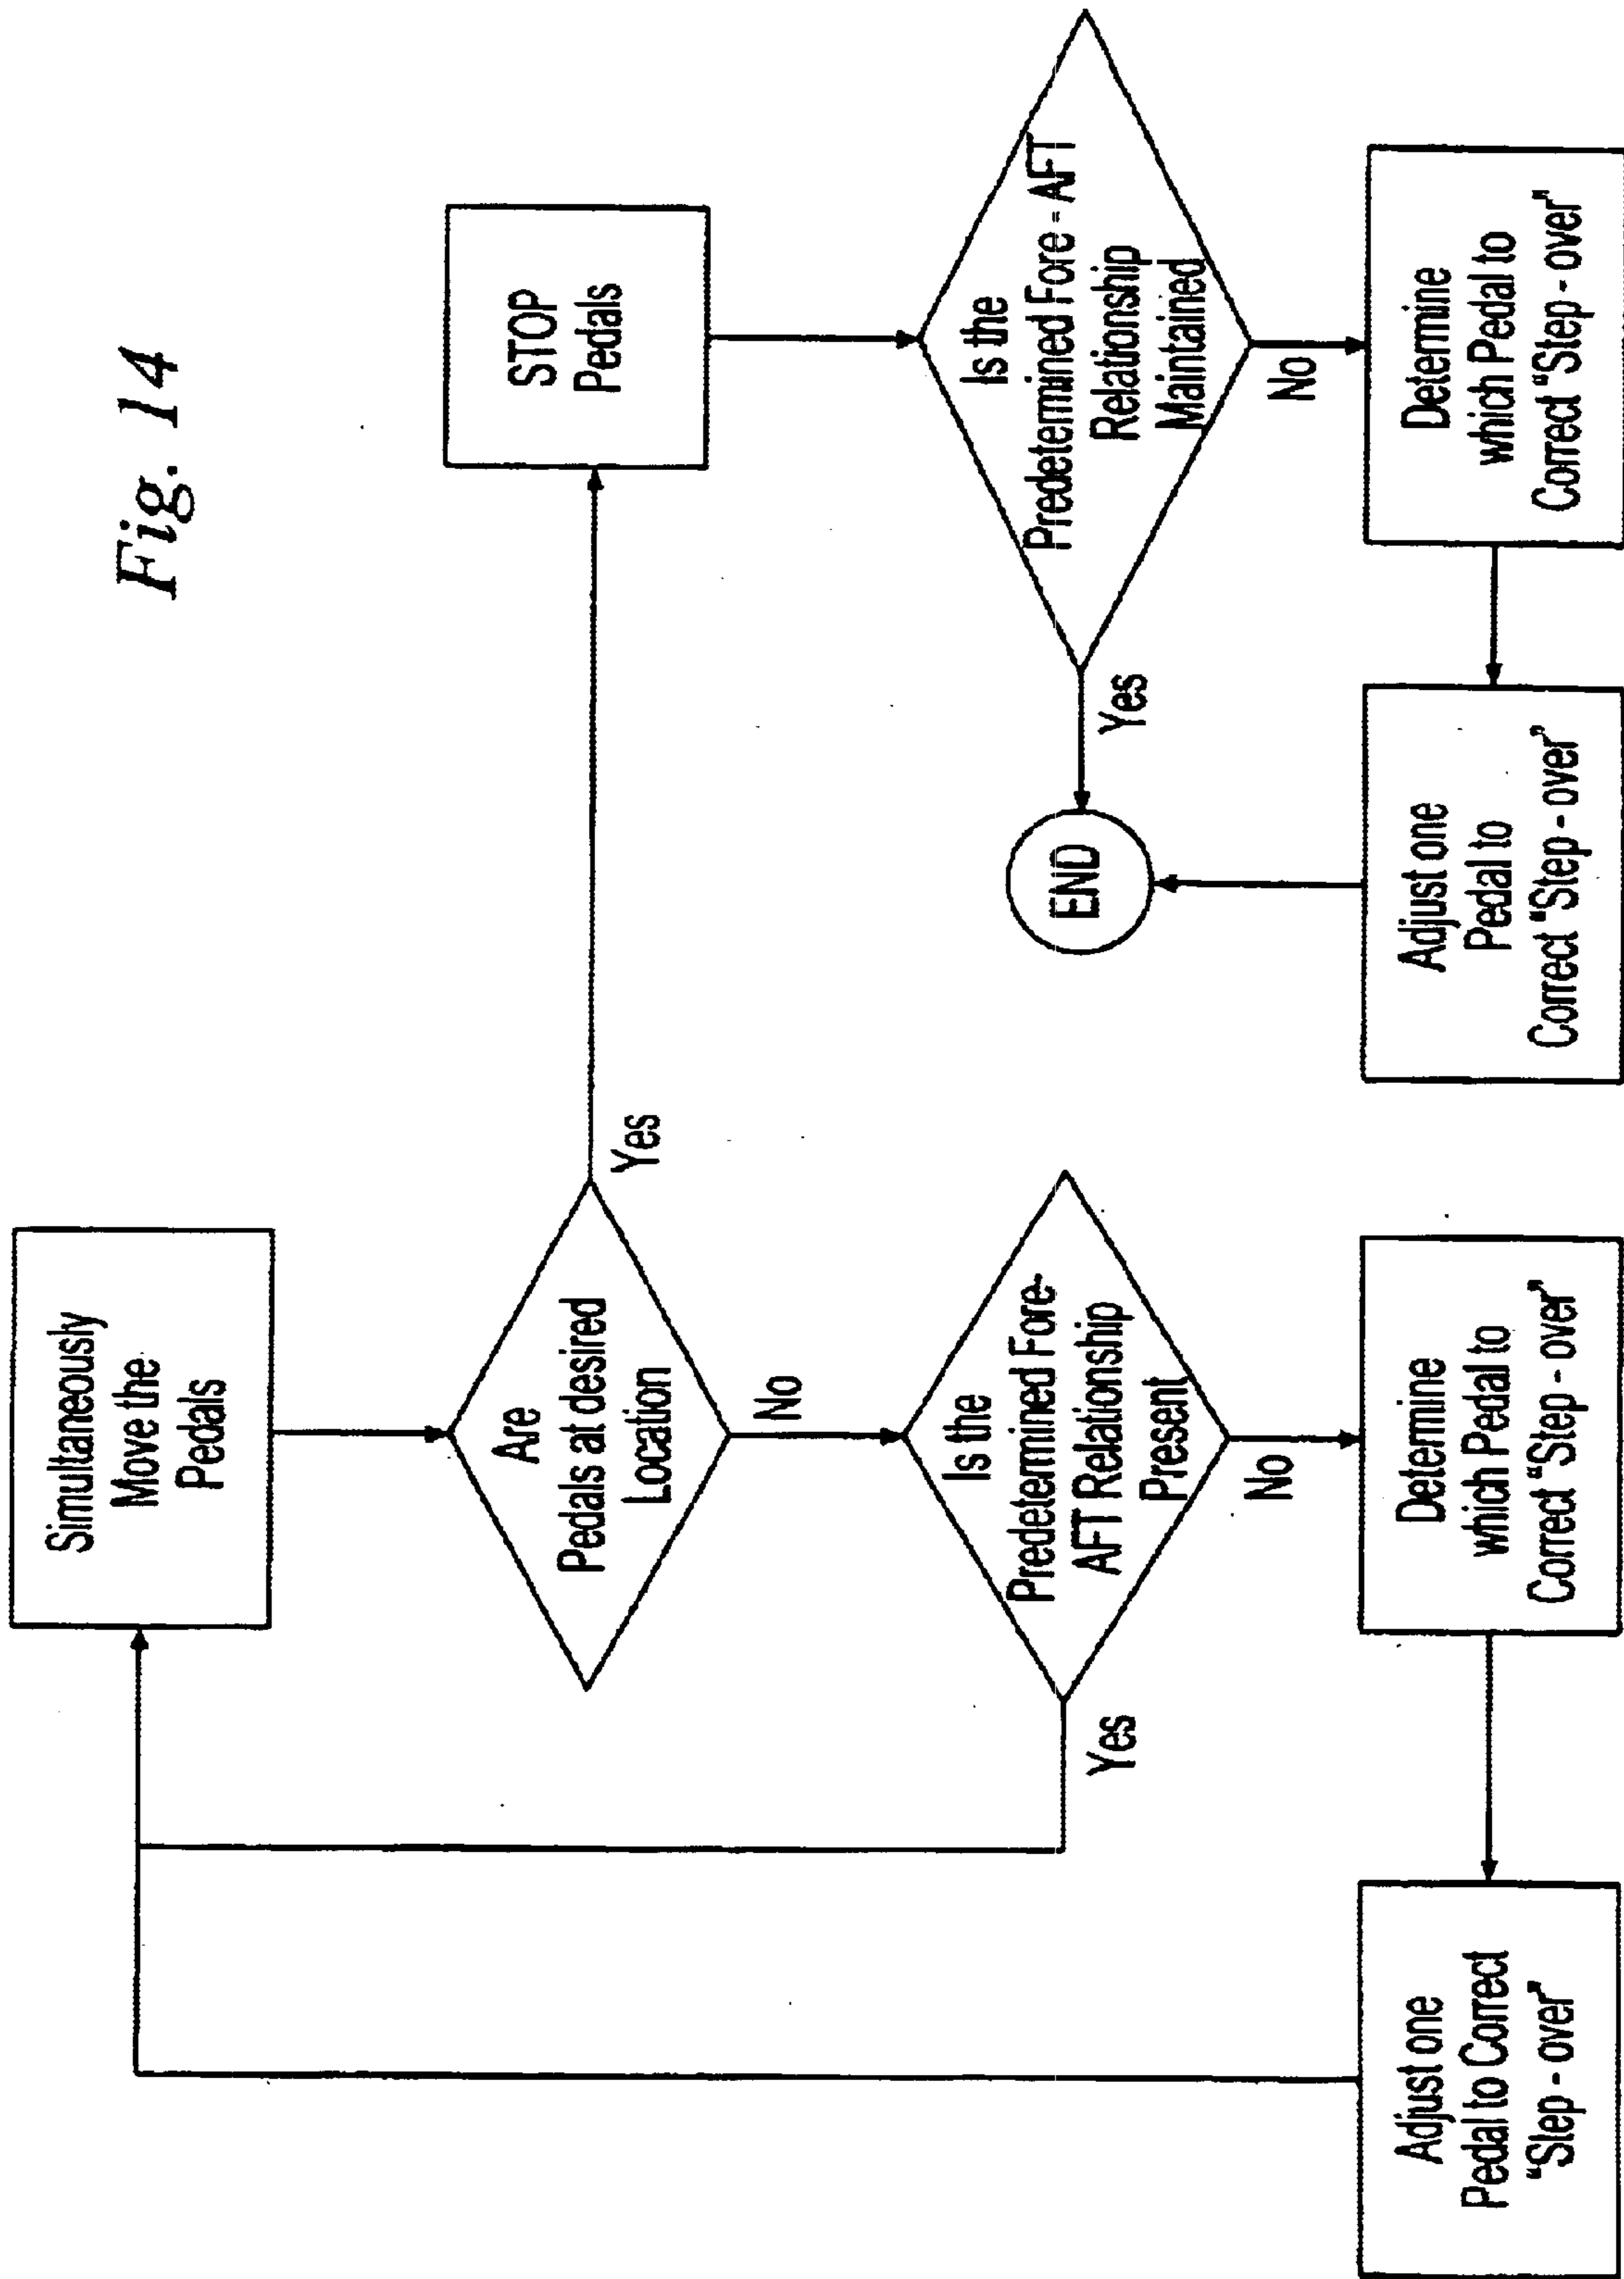 Fig. 14
Simultaneously
Move the
Pedals
Are
Pedals at desired
Location
Yes
No
STOP
Pedals
Is the
Predetermined Fore-
AFT Relationship
Present
Yes
No
Determine
which Pedal to
Correct "Step - over"
Adjust one
Pedal to Correct
"Step - over"
Is the
Predetermined Fore - AFT
Relationship
Maintained
Yes
No
END
Determine
which Pedal to
Correct "Step - over"
Adjust one
Pedal to
Correct "Step - over"